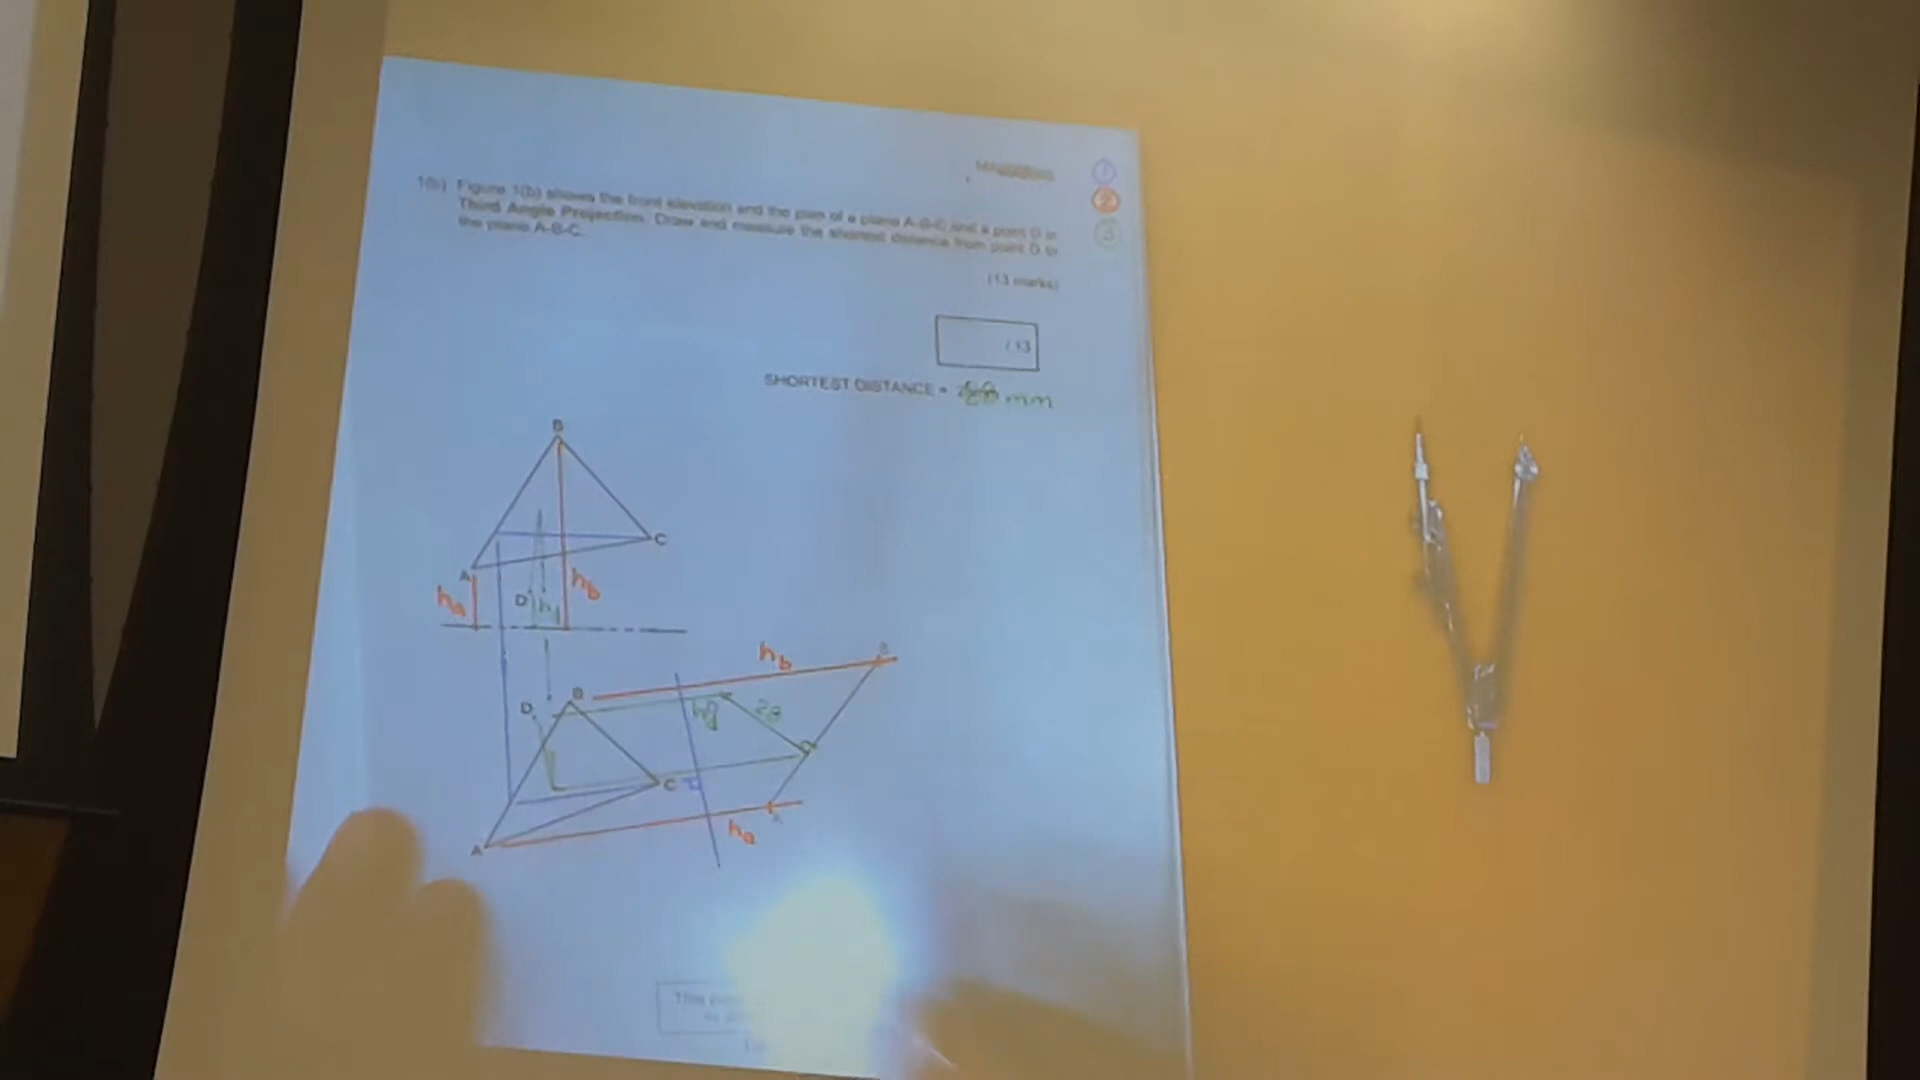 1(b) Figure 1(b) shows the front elevation and the plan of a plane A-B-C and a point D in
Third Angle Projection. Draw and measure the shortest distance from point D to
the plane A-B-C.
(13 marks)
/ 13
SHORTEST DISTANCE = mm
B
C
A
ha
D
hb
hb
B
B
D
28
C
A
ha
A
This